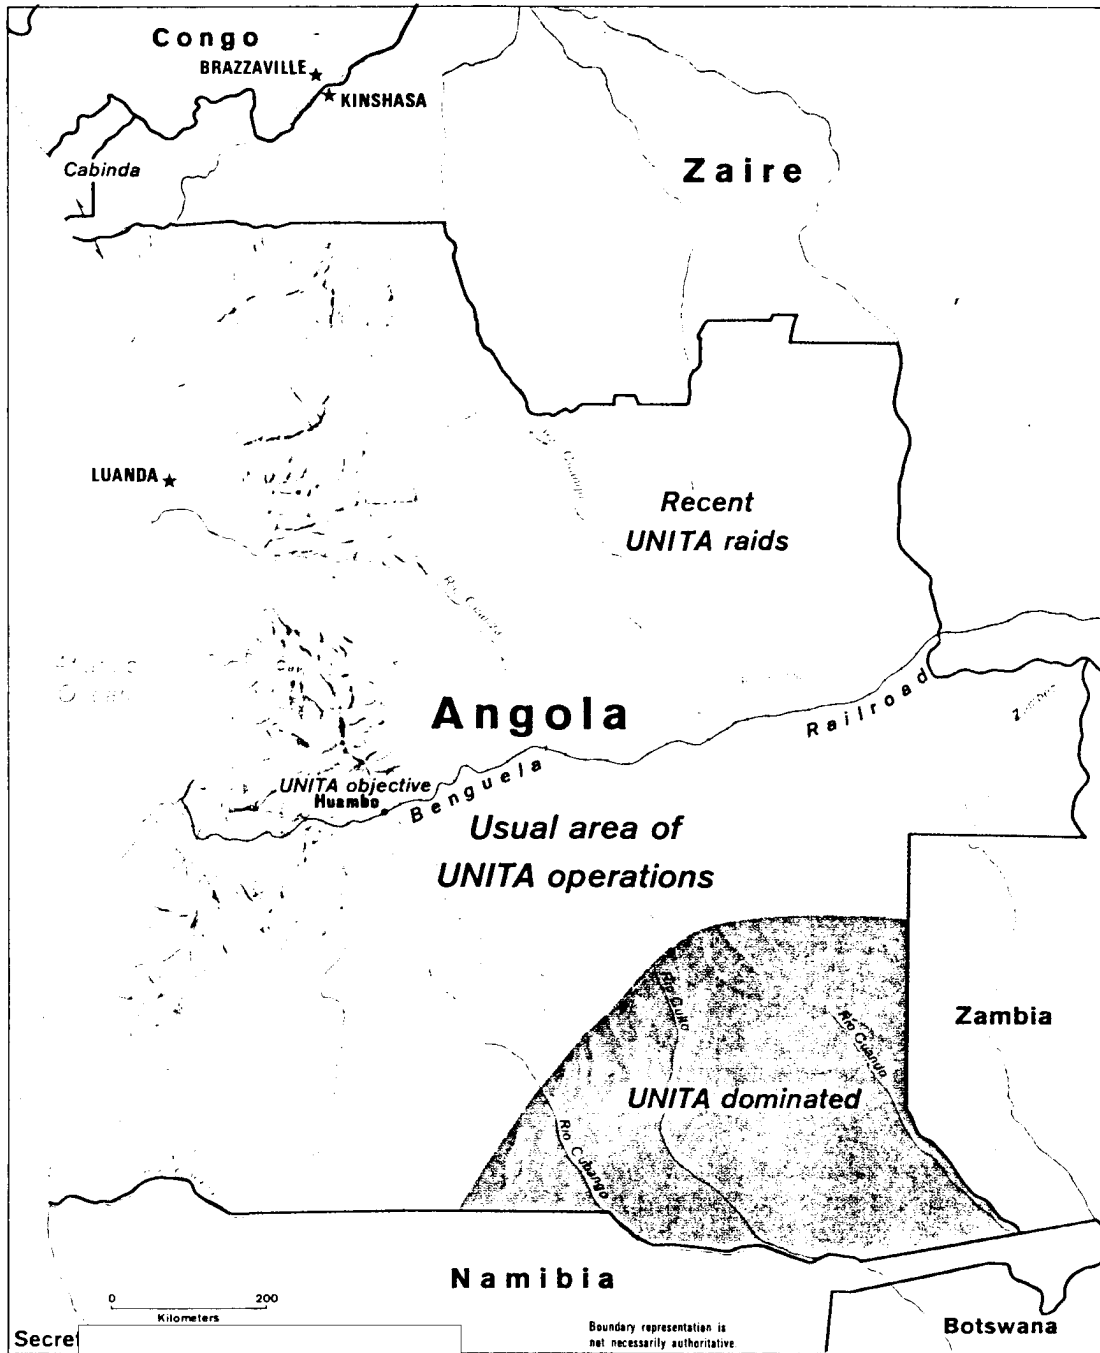 Congo
BRAZZAVILLE
KINSHASA
Cabinda
Zaire
LUANDA
Recent
UNITA raids
Angola
Railroad
Benguela
UNITA objective
Huambo
Usual area of
UNITA operations
Rio Cuito
Rio Cuando
Zambia
UNITA dominated
Rio Cubango
Namibia
0 200
Kilometers
Boundary representation is
not necessarily authoritative
Botswana
Secret